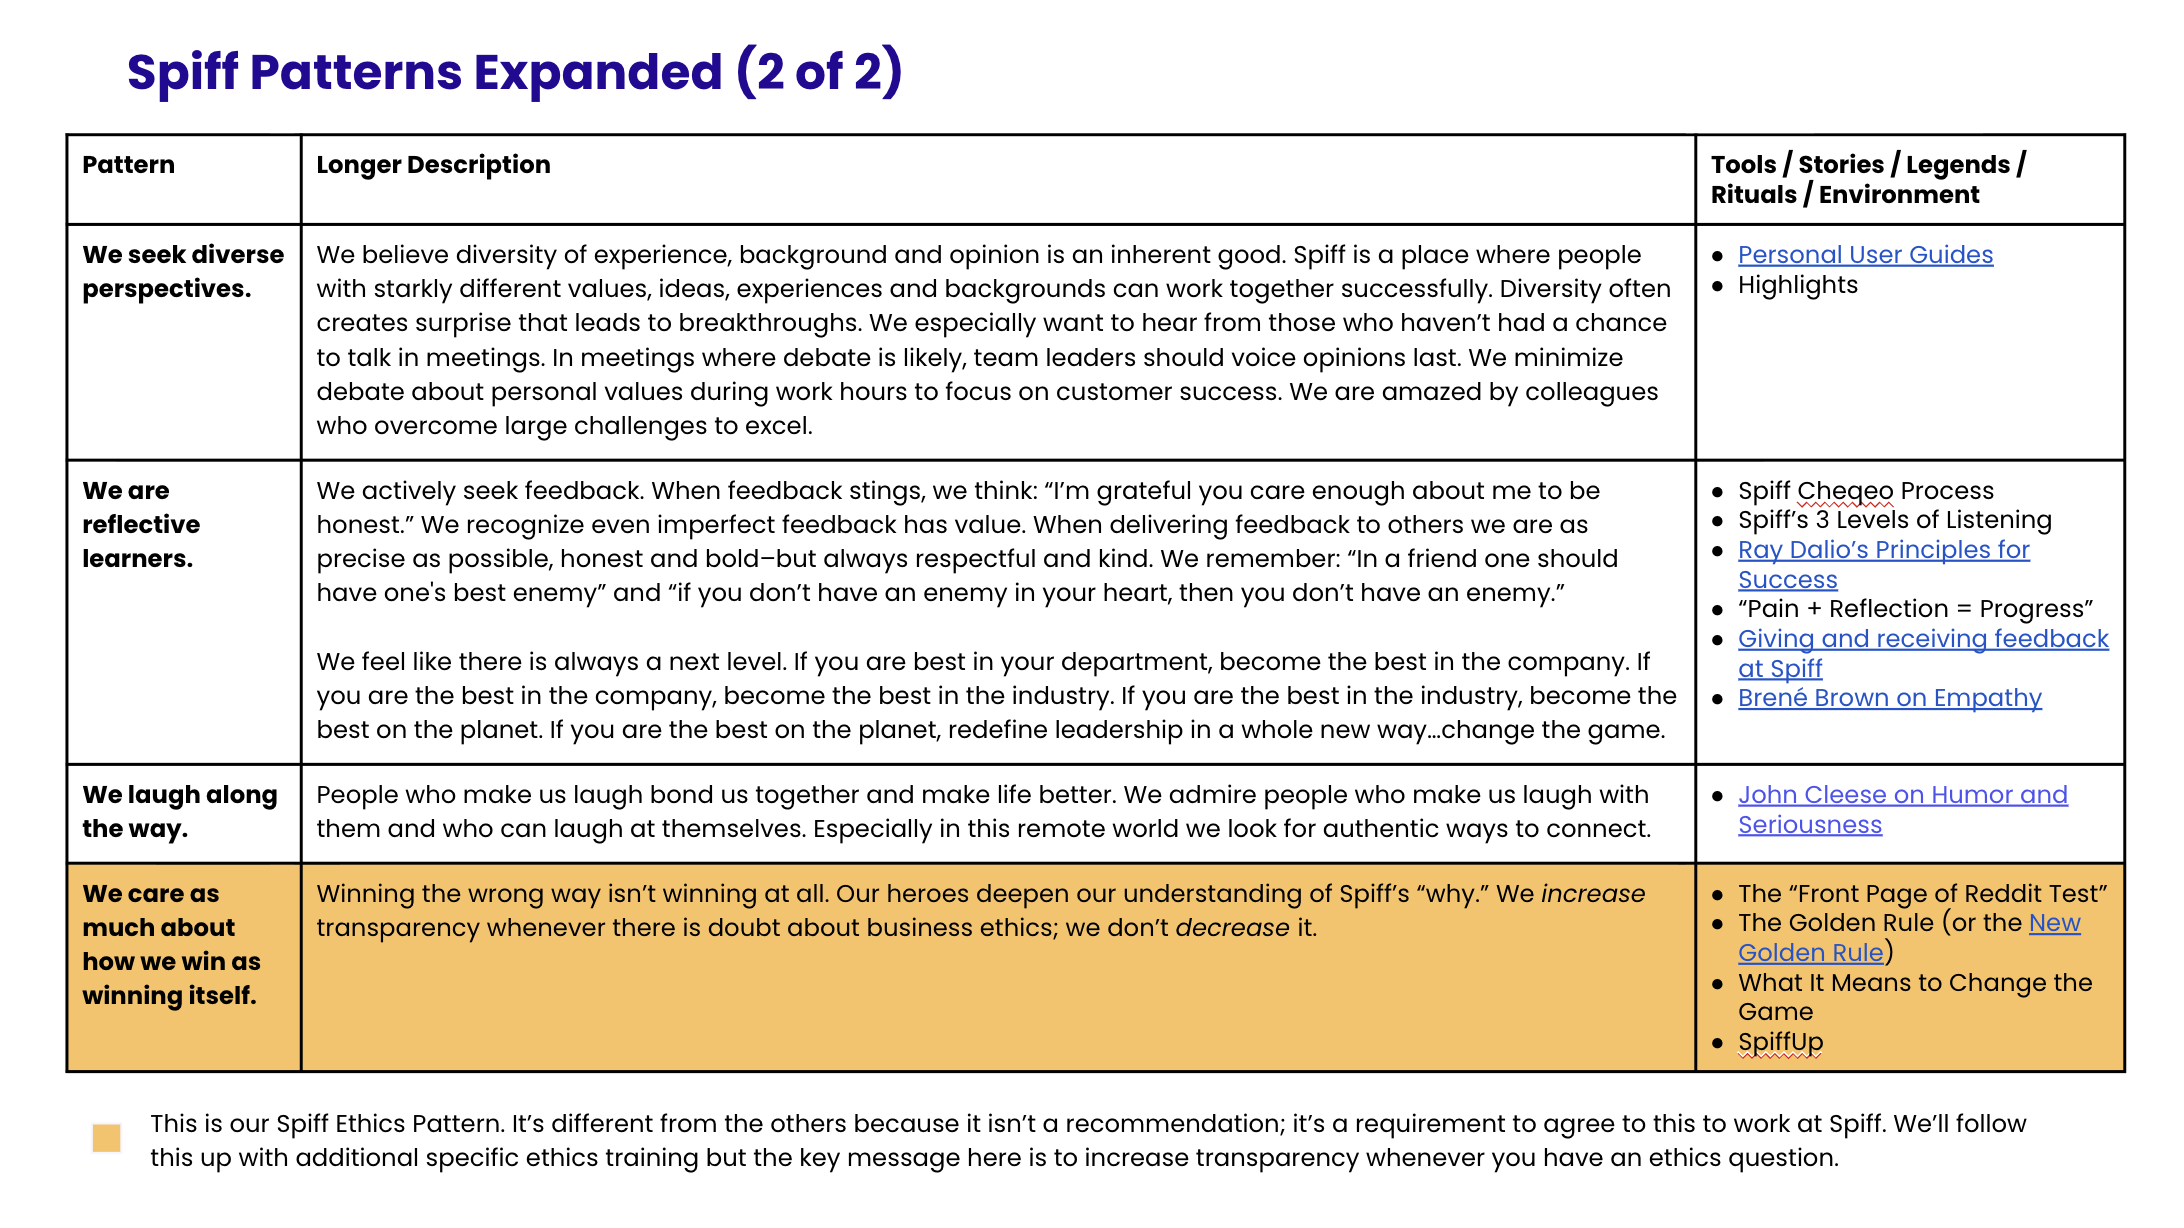 Spiff Patterns Expanded (2 of 2)
Pattern
Longer Description
Tools / Stories / Legends /
Rituals / Environment
We seek diverse
perspectives.
We believe diversity of experience, background and opinion is an inherent good. Spiff is a place where people
with starkly different values, ideas, experiences and backgrounds can work together successfully. Diversity often
creates surprise that leads to breakthroughs. We especially want to hear from those who haven’t had a chance
to talk in meetings. In meetings where debate is likely, team leaders should voice opinions last. We minimize
debate about personal values during work hours to focus on customer success. We are amazed by colleagues
who overcome large challenges to excel.
● Personal User Guides
● Highlights
We are
reflective
learners.
We actively seek feedback. When feedback stings, we think: “I’m grateful you care enough about me to be
honest.” We recognize even imperfect feedback has value. When delivering feedback to others we are as
precise as possible, honest and bold–but always respectful and kind. We remember: “In a friend one should
have one's best enemy” and “if you don’t have an enemy in your heart, then you don’t have an enemy.”
We feel like there is always a next level. If you are best in your department, become the best in the company. If
you are the best in the company, become the best in the industry. If you are the best in the industry, become the
best on the planet. If you are the best on the planet, redefine leadership in a whole new way…change the game.
● Spiff Cheqeo Process
● Spiff’s 3 Levels of Listening
● Ray Dalio’s Principles for
Success
● “Pain + Reflection = Progress”
● Giving and receiving feedback
at Spiff
● Brené Brown on Empathy
We laugh along
the way.
People who make us laugh bond us together and make life better. We admire people who make us laugh with
them and who can laugh at themselves. Especially in this remote world we look for authentic ways to connect.
● John Cleese on Humor and
Seriousness
We care as
much about
how we win as
winning itself.
Winning the wrong way isn’t winning at all. Our heroes deepen our understanding of Spiff’s “why.” We increase
transparency whenever there is doubt about business ethics; we don’t decrease it.
● The “Front Page of Reddit Test”
● The Golden Rule (or the New
Golden Rule)
● What It Means to Change the
Game
● SpiffUp
This is our Spiff Ethics Pattern. It’s different from the others because it isn’t a recommendation; it’s a requirement to agree to this to work at Spiff. We’ll follow
this up with additional specific ethics training but the key message here is to increase transparency whenever you have an ethics question.